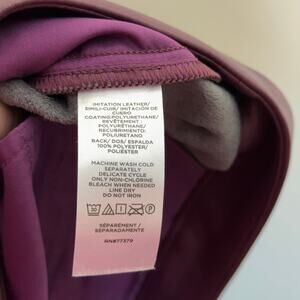 IMITATION LEATHER/
SIMILI-CUIR/ IMITACIÓN DE
CUERO
COATING:POLYURETHANE/
REVÊTEMENT:
POLYURÉTHANE/
RECUBRIMIENTO:
POLIURETANO
BACK/ DOS/ ESPALDA
100% POLYESTER/
POLIÉSTER
MACHINE WASH COLD
SEPARATELY
DELICATE CYCLE
ONLY NON-CHLORINE
BLEACH WHEN NEEDED
LINE DRY
DO NOT IRON
SÉPARÉMENT /
SEPARADAMENTE
RN#77379